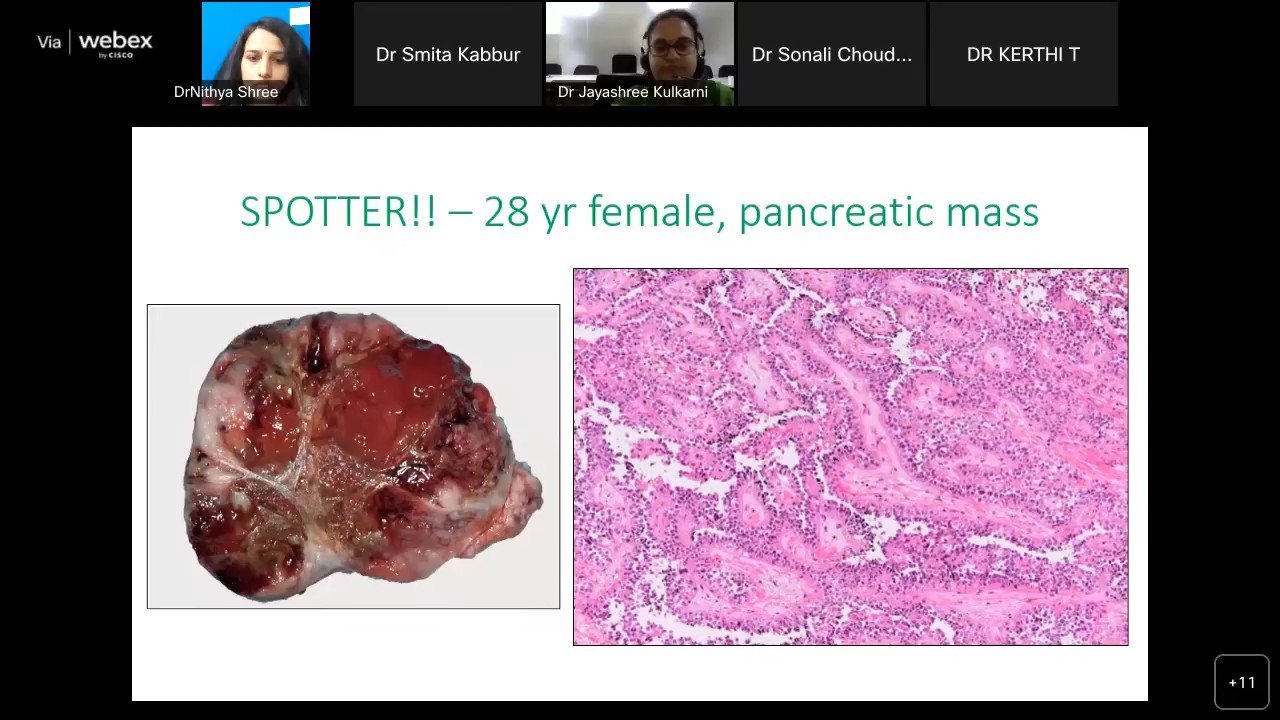 Via | webex
by CISCO
DrNithya Shree
Dr Smita Kabbur
Dr Jayashree Kulkarni
Dr Sonali Choud...
DR KERTHI T
SPOTTER!! – 28 yr female, pancreatic mass
+11